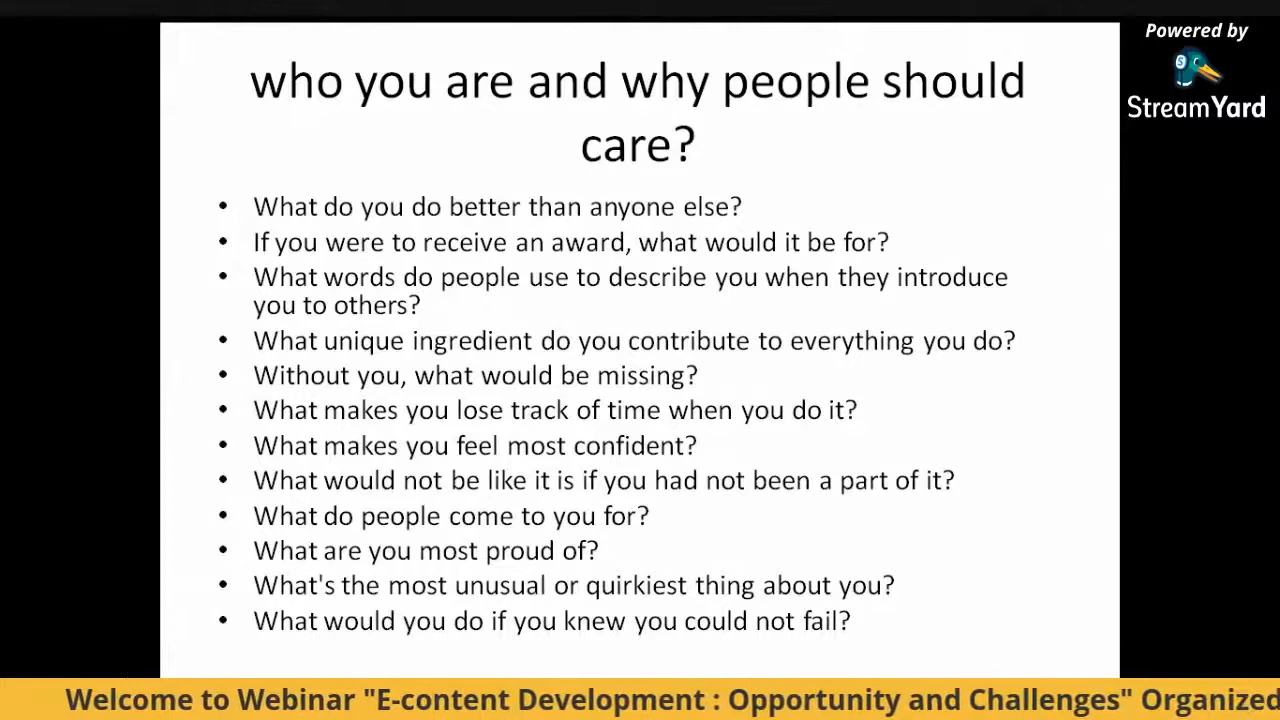 Powered by
StreamYard
who you are and why people should
care?
• What do you do better than anyone else?
• If you were to receive an award, what would it be for?
• What words do people use to describe you when they introduce
you to others?
• What unique ingredient do you contribute to everything you do?
• Without you, what would be missing?
• What makes you lose track of time when you do it?
• What makes you feel most confident?
• What would not be like it is if you had not been a part of it?
• What do people come to you for?
• What are you most proud of?
• What's the most unusual or quirkiest thing about you?
• What would you do if you knew you could not fail?
Welcome to Webinar "E-content Development : Opportunity and Challenges" Organized